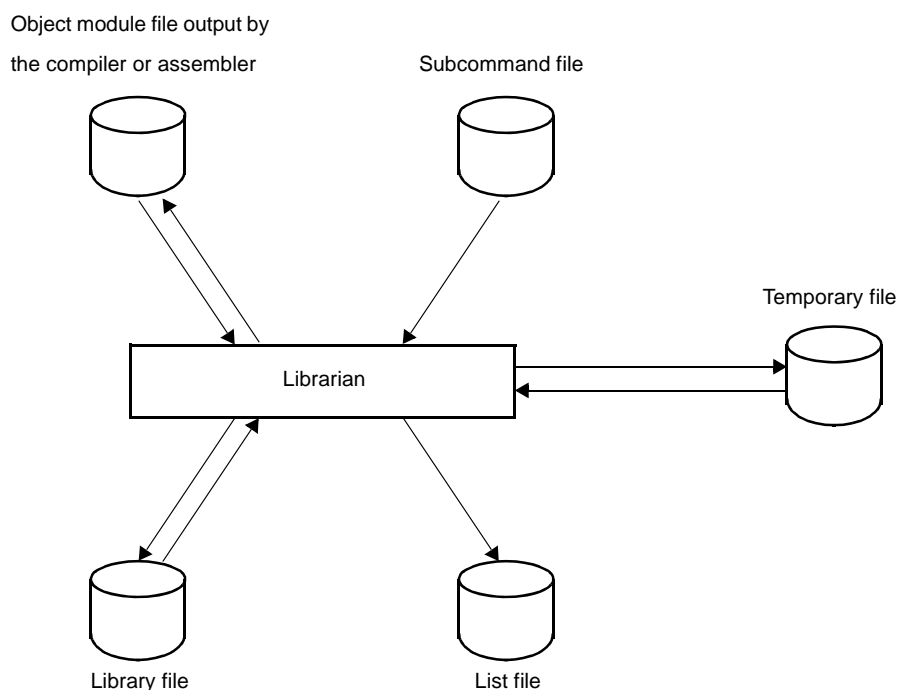 Object module file output by
the compiler or assembler
Subcommand file
Temporary file
Librarian
Library file
List file